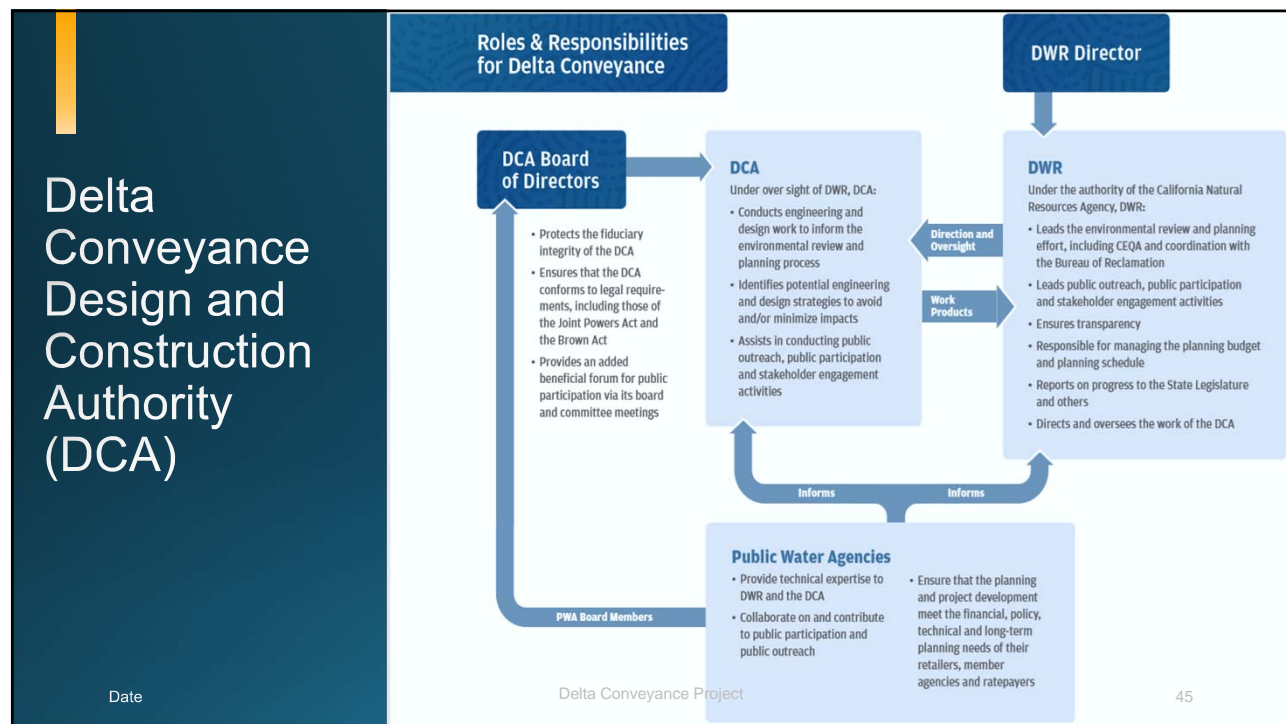 Delta
Conveyance
Design and
Construction
Authority
(DCA)
Roles & Responsibilities
for Delta Conveyance
DWR Director
DCA Board
of Directors
• Protects the fiduciary
integrity of the DCA
• Ensures that the DCA
conforms to legal require-
ments, including those of
the Joint Powers Act and
the Brown Act
• Provides an added
beneficial forum for public
participation via its board
and committee meetings
DCA
Under over sight of DWR, DCA:
• Conducts engineering and
design work to inform the
environmental review and
planning process
• Identifies potential engineering
and design strategies to avoid
and/or minimize impacts
• Assists in conducting public
outreach, public participation
and stakeholder engagement
activities
Direction and
Oversight
Work
Products
DWR
Under the authority of the California Natural
Resources Agency, DWR:
• Leads the environmental review and planning
effort, including CEQA and coordination with
the Bureau of Reclamation
• Leads public outreach, public participation
and stakeholder engagement activities
• Ensures transparency
• Responsible for managing the planning budget
and planning schedule
• Reports on progress to the State Legislature
and others
• Directs and oversees the work of the DCA
Informs
Informs
PWA Board Members
Public Water Agencies
• Provide technical expertise to
DWR and the DCA
• Collaborate on and contribute
to public participation and
public outreach
• Ensure that the planning
and project development
meet the financial, policy,
technical and long-term
planning needs of their
retailers, member
agencies and ratepayers
Date
Delta Conveyance Project
45